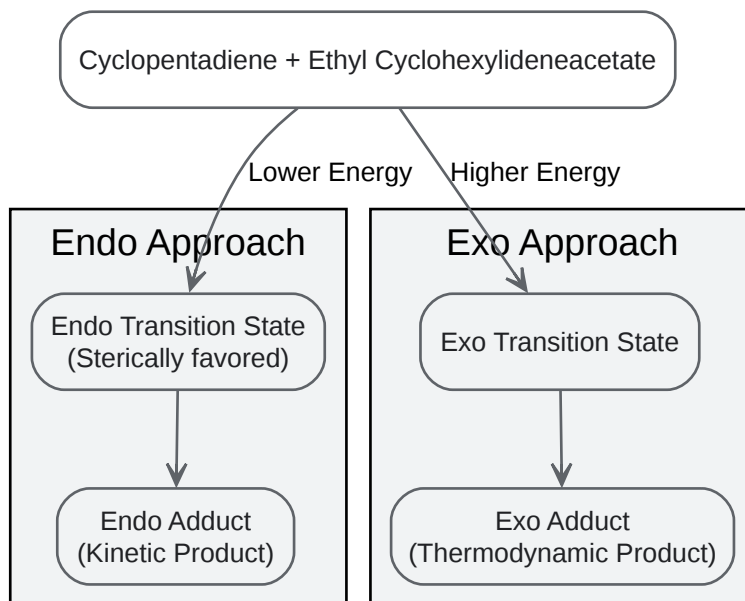 Cyclopentadiene + Ethyl Cyclohexylideneacetate
Lower Energy
Higher Energy
Endo Approach
Endo Transition State
(Sterically favored)
Endo Adduct
(Kinetic Product)
Exo Approach
Exo Transition State
Exo Adduct
(Thermodynamic Product)